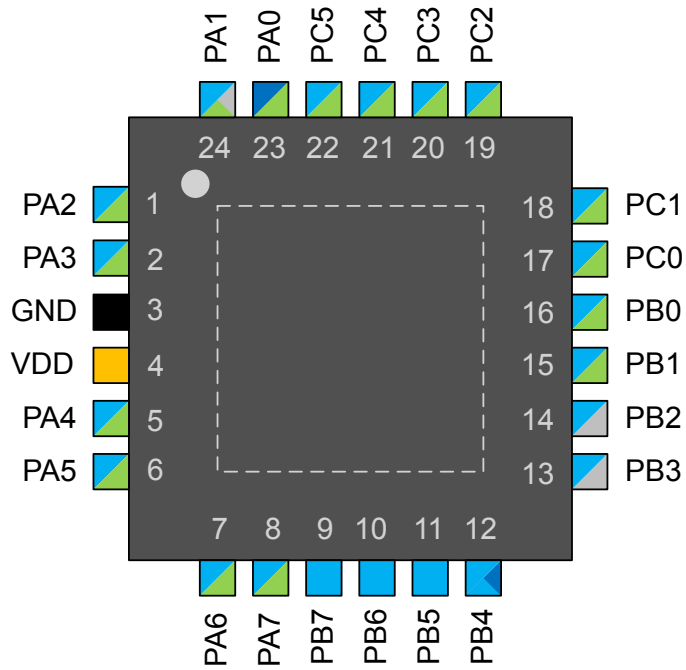 PA1 PA0 PC5 PC4 PC3 PC2
24 23 22 21 20 19
PA2 1 18 PC1
PA3 2 17 PC0
GND 3 16 PB0
VDD 4 15 PB1
PA4 5 14 PB2
PA5 6 13 PB3
7 8 9 10 11 12
PA6 PA7 PB7 PB6 PB5 PB4